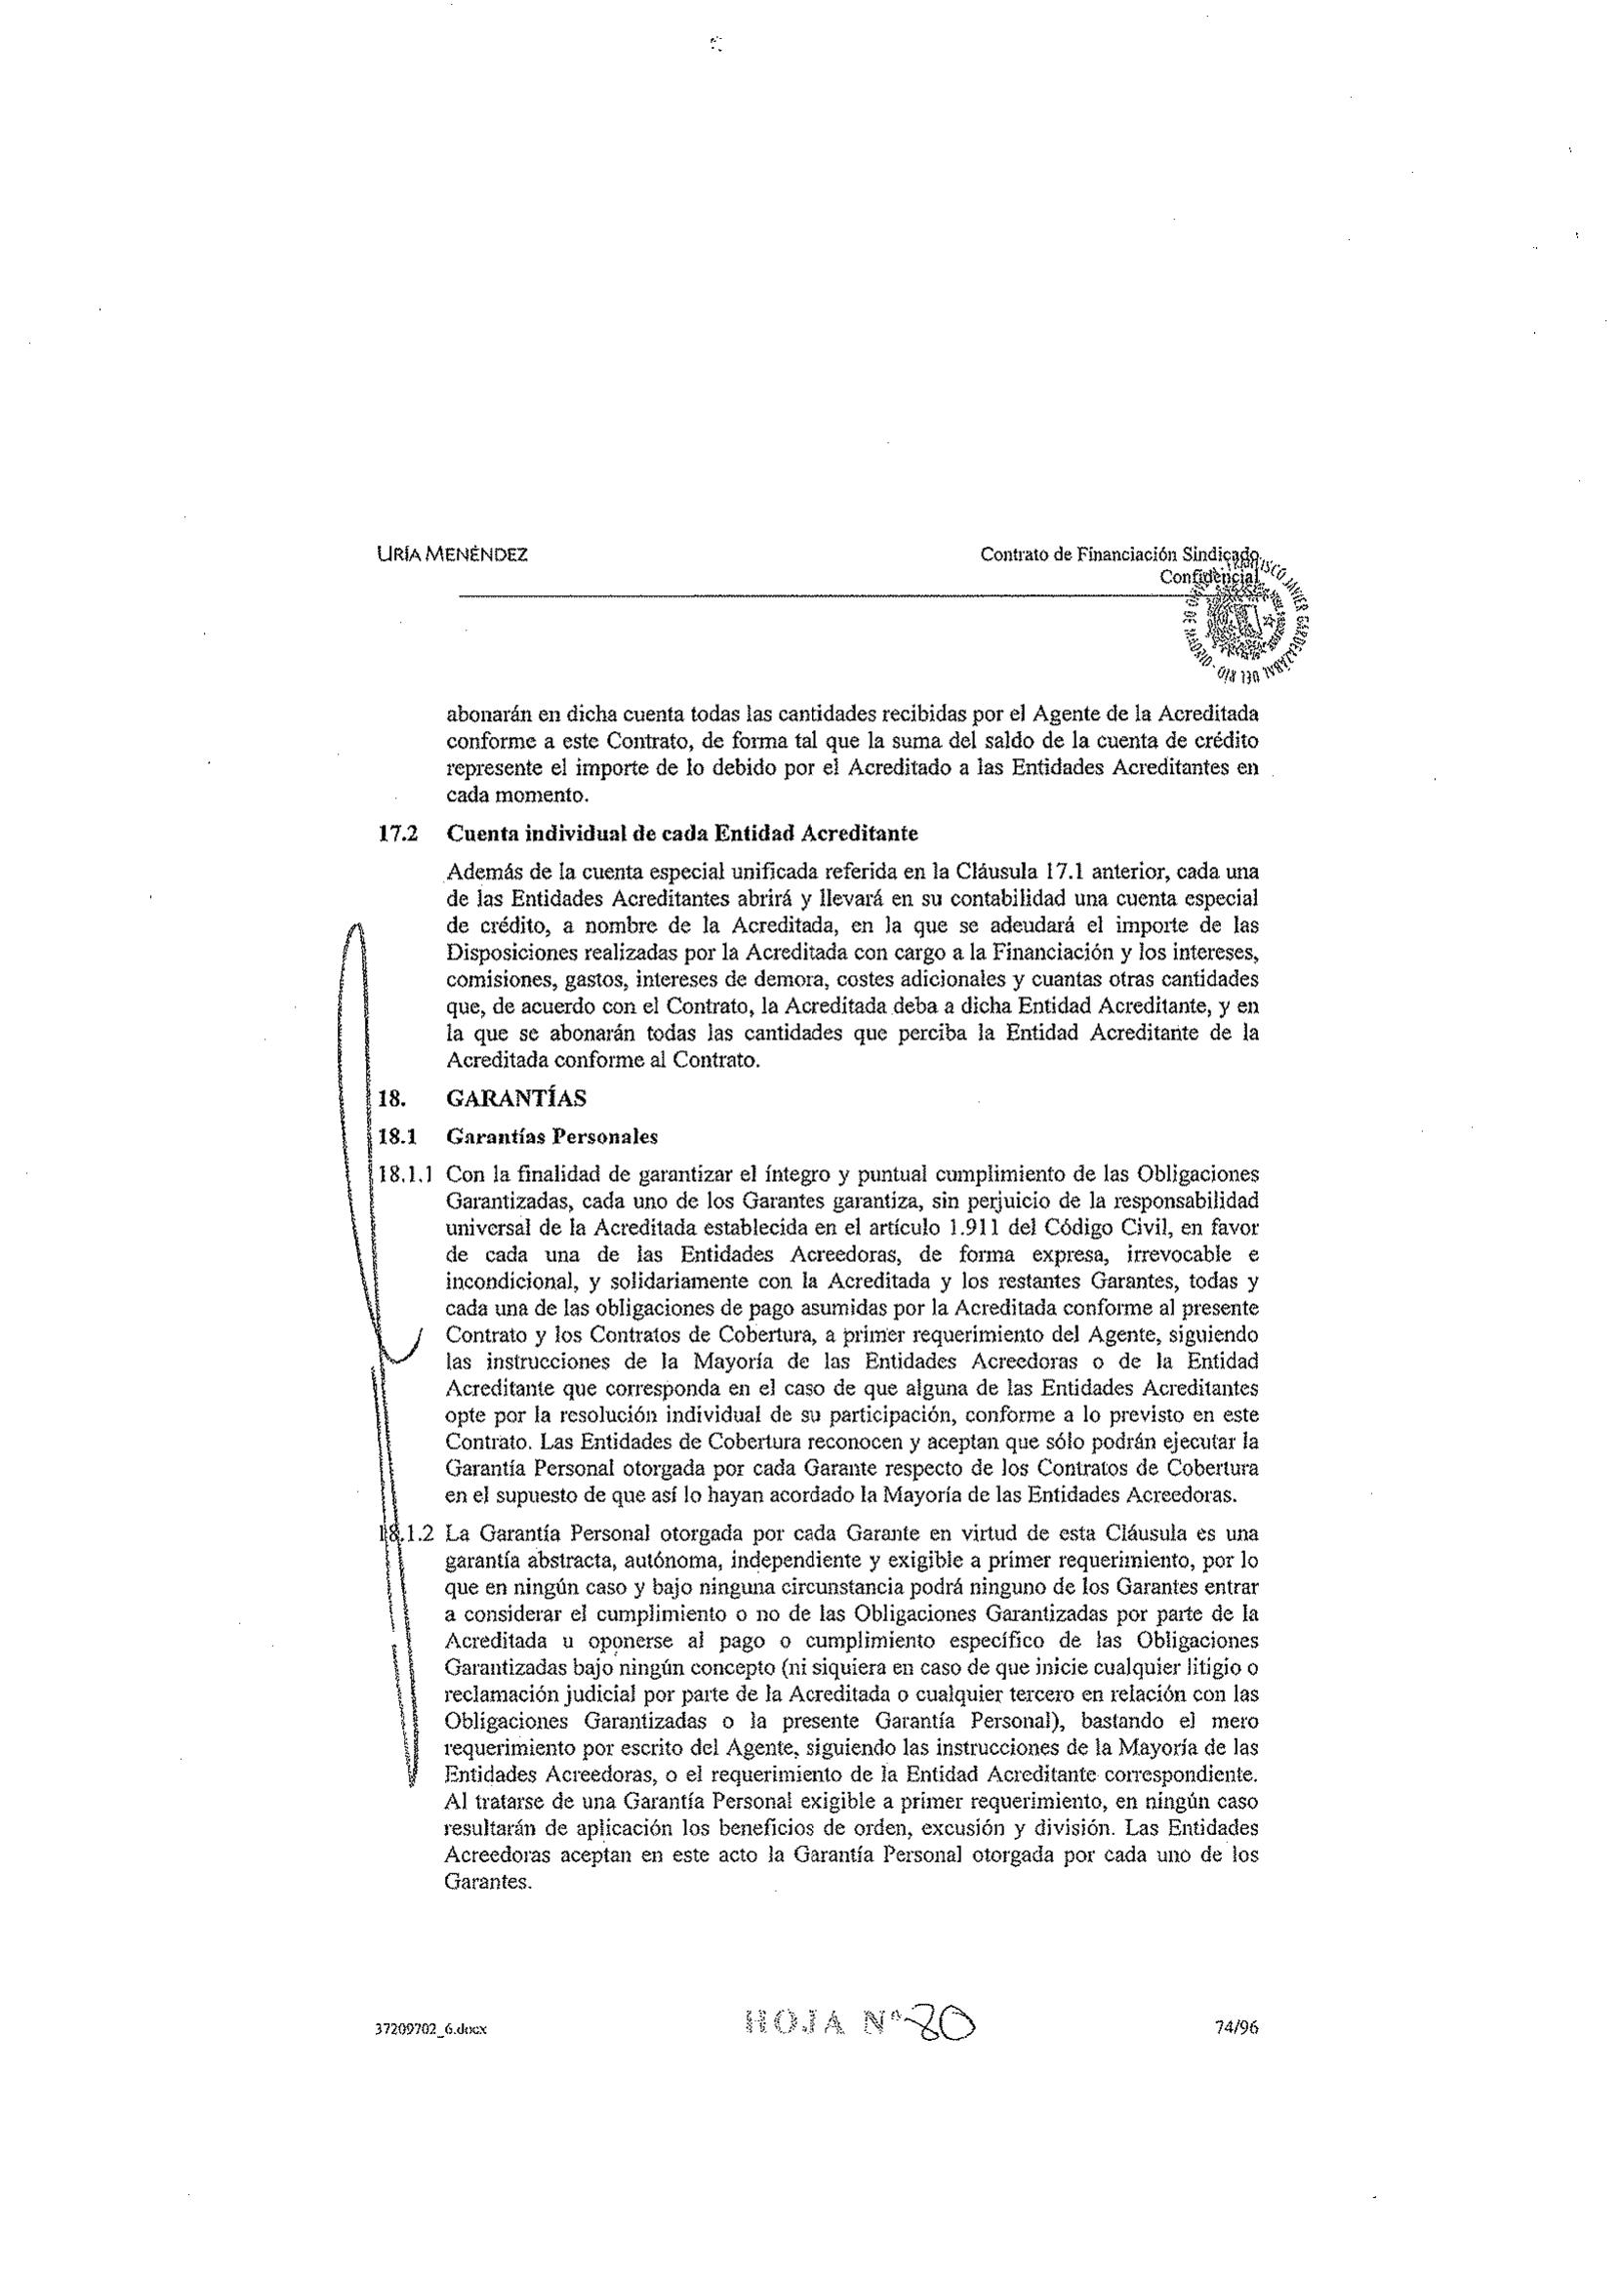 URÍA MENÉNDEZ
Contrato de Financiación Sindicado
Confidencial
abonarán en dicha cuenta todas las cantidades recibidas por el Agente de la Acreditada
conforme a este Contrato, de forma tal que la suma del saldo de la cuenta de crédito
represente el importe de lo debido por el Acreditado a las Entidades Acreditantes en
cada momento.
17.2 Cuenta individual de cada Entidad Acreditante
Además de la cuenta especial unificada referida en la Cláusula 17.1 anterior, cada una
de las Entidades Acreditantes abrirá y llevará en su contabilidad una cuenta especial
de crédito, a nombre de la Acreditada, en la que se adeudará el importe de las
Disposiciones realizadas por la Acreditada con cargo a la Financiación y los intereses,
comisiones, gastos, intereses de demora, costes adicionales y cuantas otras cantidades
que, de acuerdo con el Contrato, la Acreditada deba a dicha Entidad Acreditante, y en
la que se abonarán todas las cantidades que perciba la Entidad Acreditante de la
Acreditada conforme al Contrato.
18. GARANTÍAS
18.1 Garantías Personales
18.1.1 Con la finalidad de garantizar el íntegro y puntual cumplimiento de las Obligaciones
Garantizadas, cada uno de los Garantes garantiza, sin perjuicio de la responsabilidad
universal de la Acreditada establecida en el artículo 1.911 del Código Civil, en favor
de cada una de las Entidades Acreedoras, de forma expresa, irrevocable e
incondicional, y solidariamente con la Acreditada y los restantes Garantes, todas y
cada una de las obligaciones de pago asumidas por la Acreditada conforme al presente
Contrato y los Contratos de Cobertura, a primer requerimiento del Agente, siguiendo
las instrucciones de la Mayoría de las Entidades Acreedoras o de la Entidad
Acreditante que corresponda en el caso de que alguna de las Entidades Acreditantes
opte por la resolución individual de su participación, conforme a lo previsto en este
Contrato. Las Entidades de Cobertura reconocen y aceptan que sólo podrán ejecutar la
Garantía Personal otorgada por cada Garante respecto de los Contratos de Cobertura
en el supuesto de que así lo hayan acordado la Mayoría de las Entidades Acreedoras.
18.1.2 La Garantía Personal otorgada por cada Garante en virtud de esta Cláusula es una
garantía abstracta, autónoma, independiente y exigible a primer requerimiento, por lo
que en ningún caso y bajo ninguna circunstancia podrá ninguno de los Garantes entrar
a considerar el cumplimiento o no de las Obligaciones Garantizadas por parte de la
Acreditada u oponerse al pago o cumplimiento específico de las Obligaciones
Garantizadas bajo ningún concepto (ni siquiera en caso de que inicie cualquier litigio o
reclamación judicial por parte de la Acreditada o cualquier tercero en relación con las
Obligaciones Garantizadas o la presente Garantía Personal), bastando el mero
requerimiento por escrito del Agente, siguiendo las instrucciones de la Mayoría de las
Entidades Acreedoras, o el requerimiento de la Entidad Acreditante correspondiente.
Al tratarse de una Garantía Personal exigible a primer requerimiento, en ningún caso
resultarán de aplicación los beneficios de orden, excusión y división. Las Entidades
Acreedoras aceptan en este acto la Garantía Personal otorgada por cada uno de los
Garantes.
37209702_6.docx
HOJA Nº 80
74/96